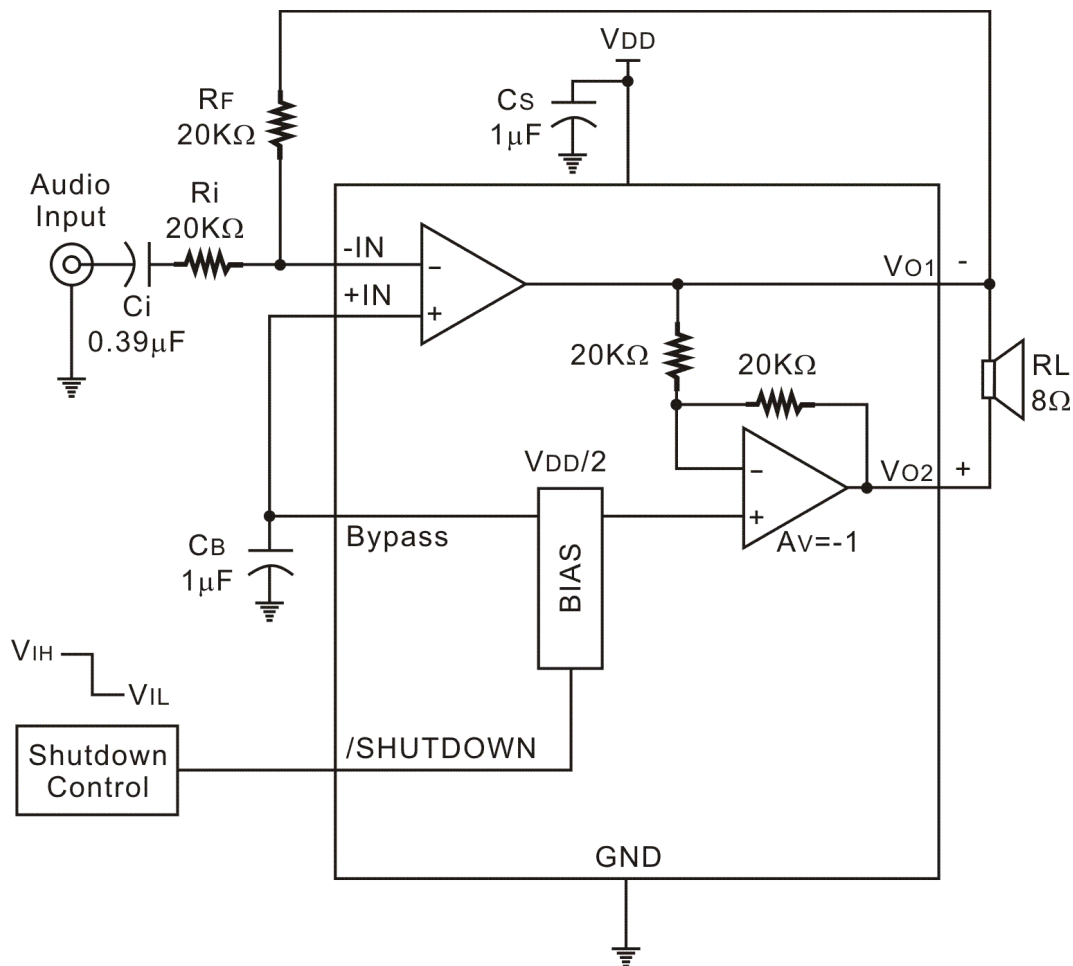 VDD
CS
1μF
RF
20KΩ
Audio
Input
Ri
20KΩ
Ci
0.39μF
-IN
+IN
−
+
VO1 -
20KΩ
20KΩ
RL
8Ω
VDD/2
VO2 +
−
+
AV=-1
Bypass
CB
1μF
BIAS
VIH
VIL
/SHUTDOWN
Shutdown
Control
GND